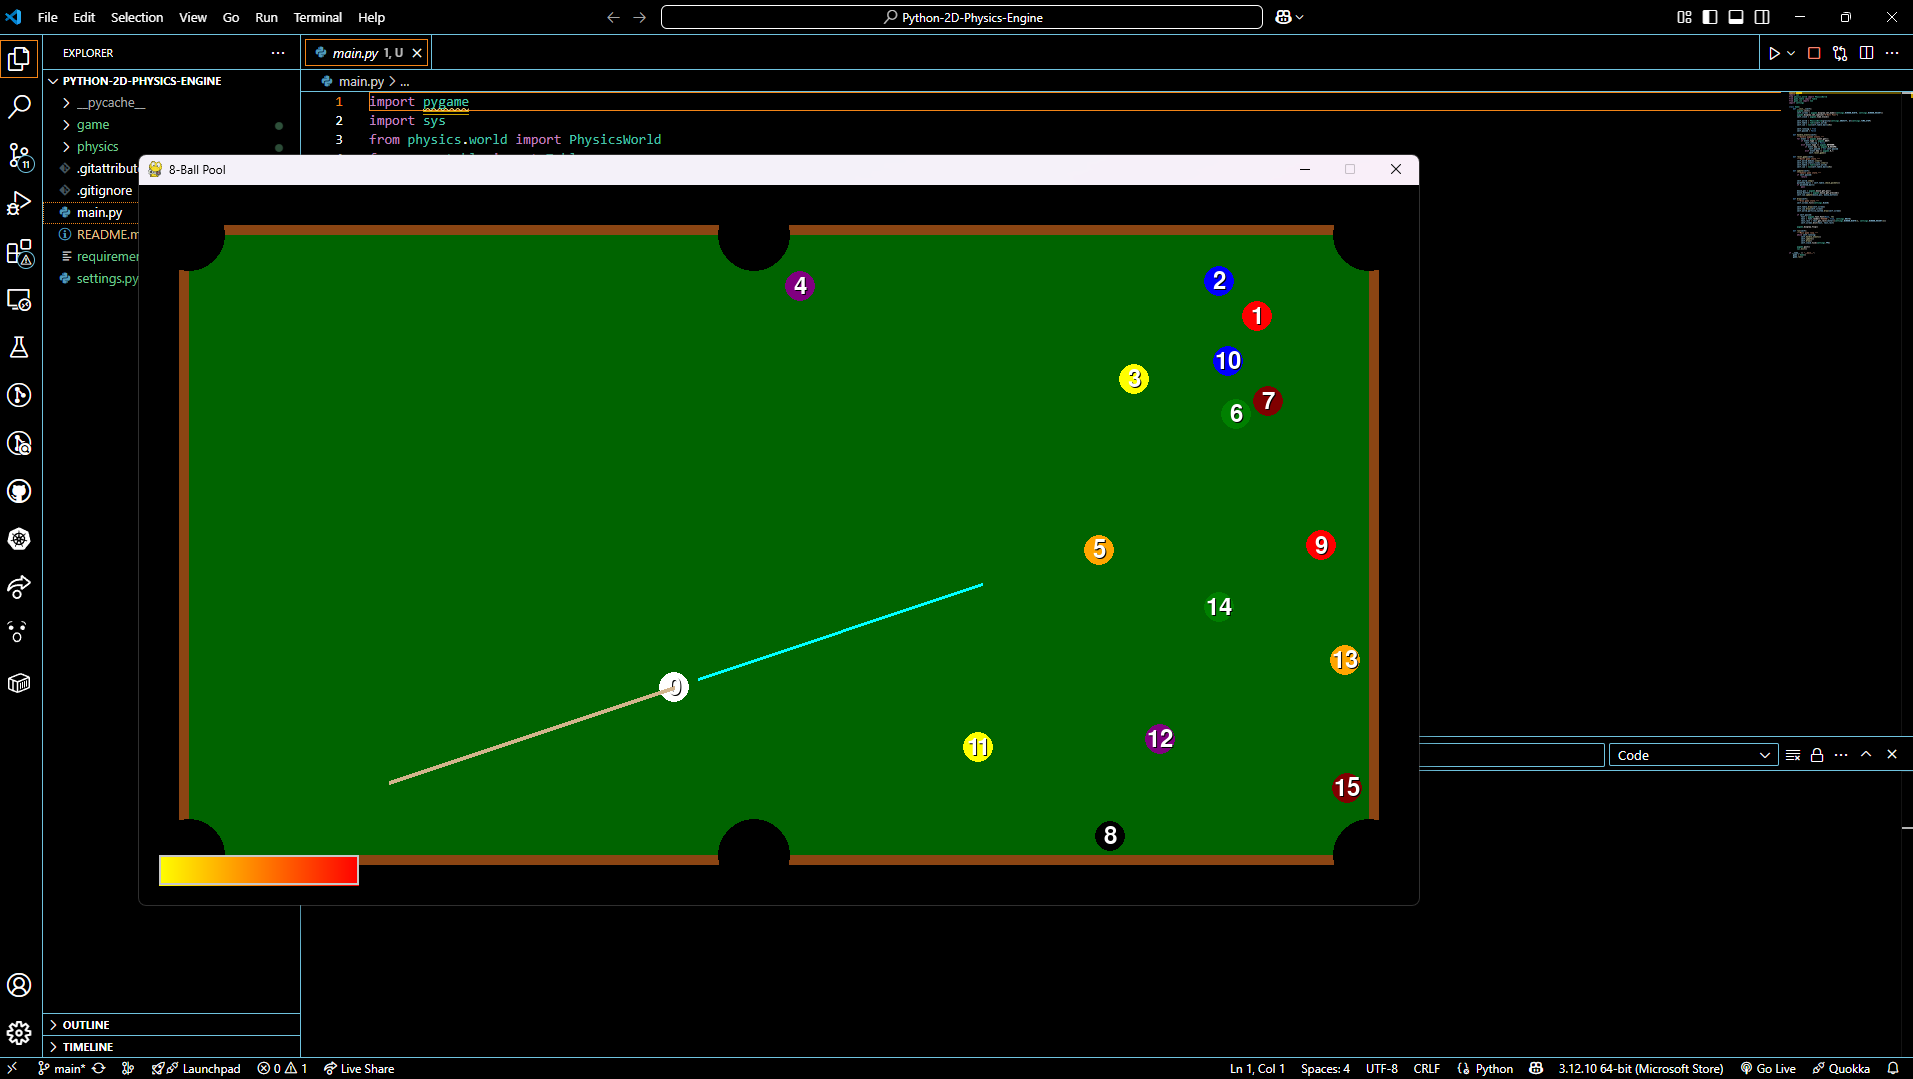 File Edit Selection View Go Run Terminal Help
Python-2D-Physics-Engine
EXPLORER
main.py 1, U
PYTHON-2D-PHYSICS-ENGINE
main.py > ...
__pycache__
1 import pygame
game
2 import sys
physics
3 from physics.world import PhysicsWorld
.gitattribut
8-Ball Pool
.gitignore
main.py
README.m
requiremen
settings.py
4
2
1
10
3
7
6
5
9
14
13
0
11
12
15
8
Code
OUTLINE
TIMELINE
11
main* Launchpad 0 1 Live Share
Ln 1, Col 1 Spaces: 4 UTF-8 CRLF Python 3.12.10 64-bit (Microsoft Store) Go Live Quokka